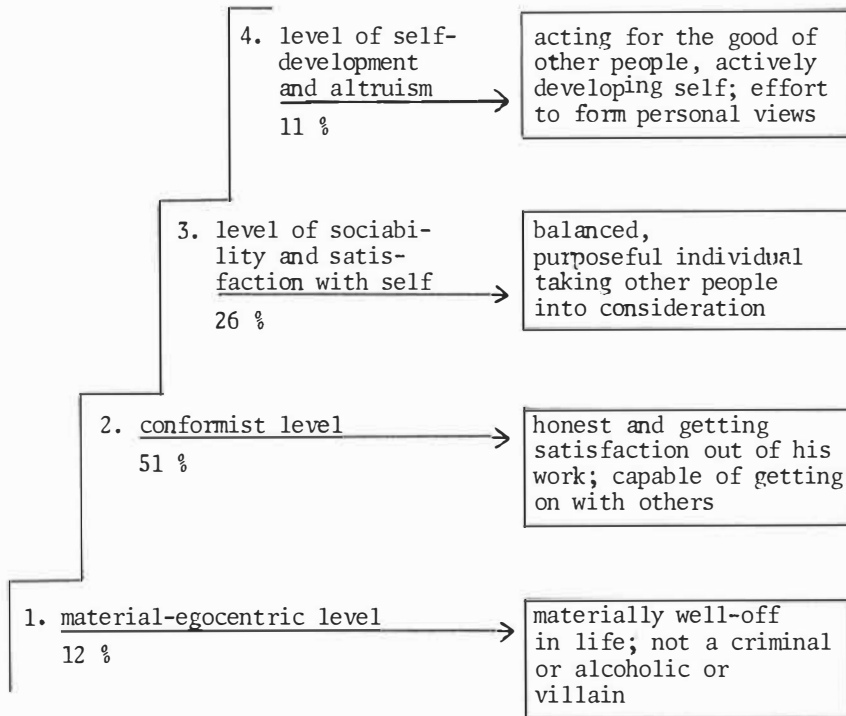 4. level of self-
development
and altruism
11 %
acting for the good of
other people, actively
developing self; effort
to form personal views
3. level of sociabi-
lity and satis-
faction with self
26 %
balanced,
purposeful individual
taking other people
into consideration
2. conformist level
51 %
honest and getting
satisfaction out of his
work; capable of getting
on with others
1. material-egocentric level
12 %
materially well-off
in life; not a criminal
or alcoholic or
villain